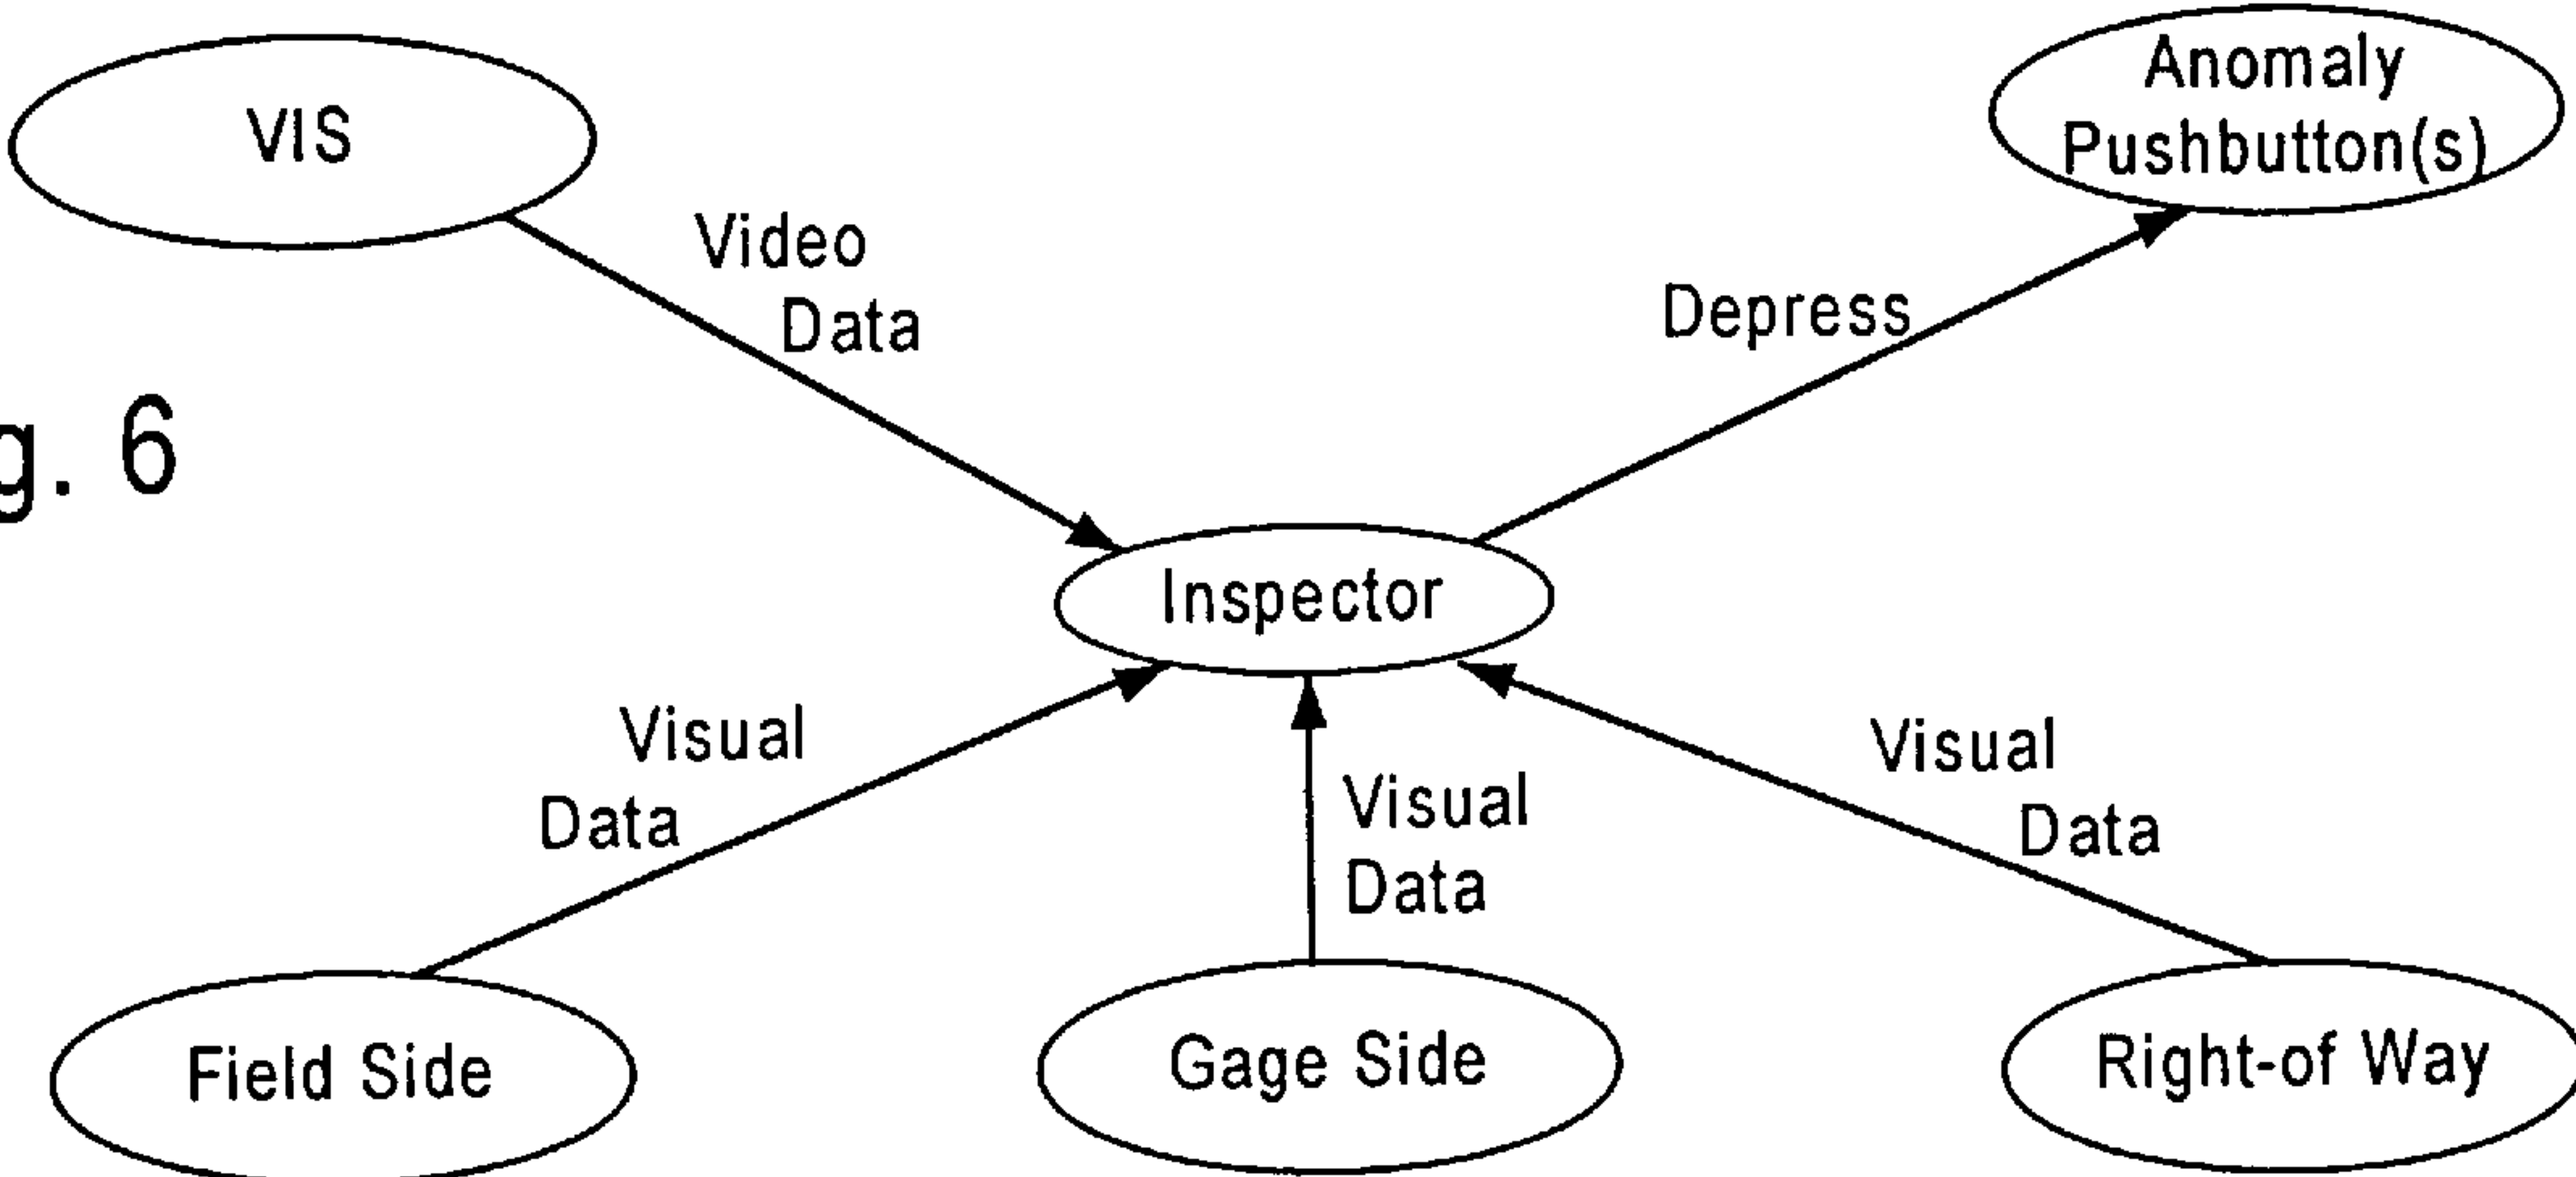 VIS
Anomaly
Pushbutton(s)
Video
Data
Depress
g. 6
Inspector
Visual
Data
Visual
Data
Visual
Data
Field Side
Gage Side
Right-of Way